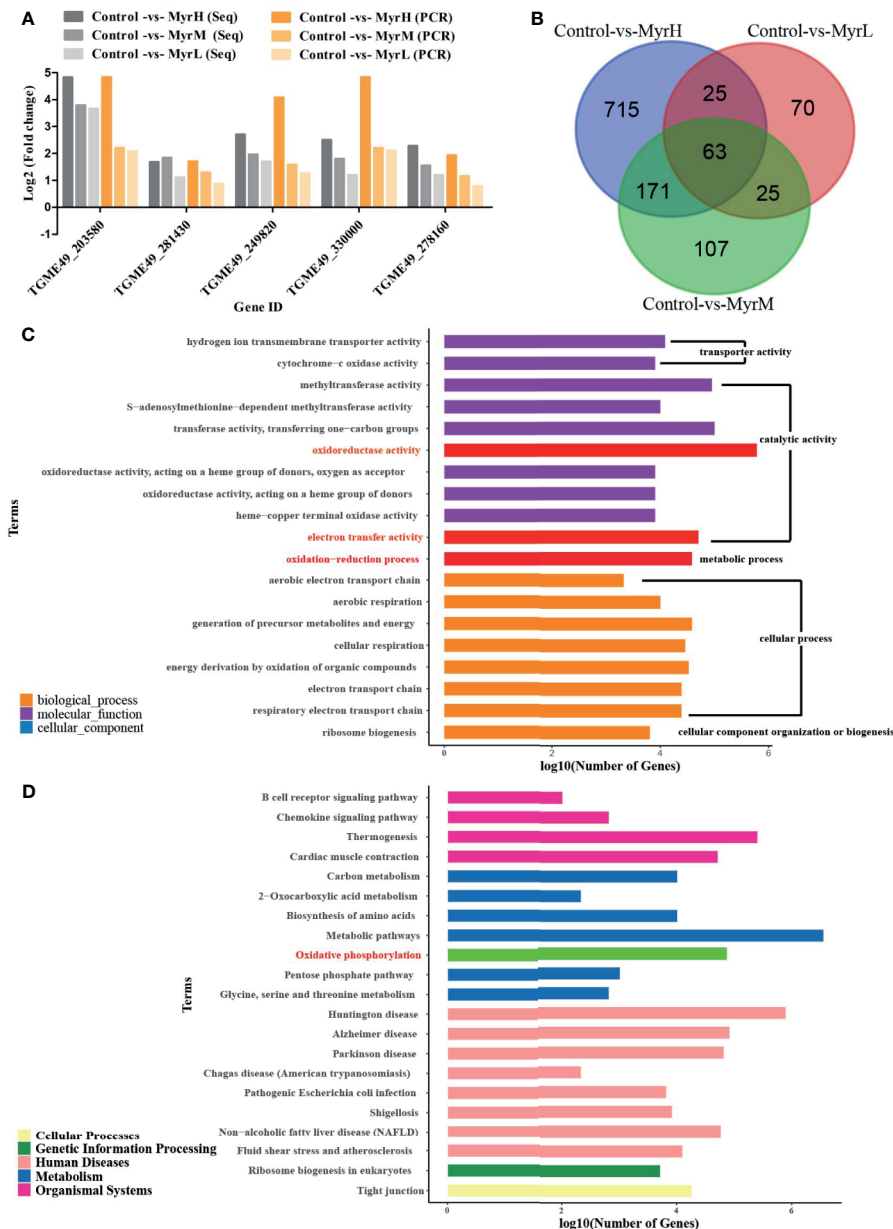 A
Control -vs- MyrH (Seq)
Control -vs- MyrM (Seq)
Control -vs- MyrL (Seq)
Control -vs- MyrH (PCR)
Control -vs- MyrM (PCR)
Control -vs- MyrL (PCR)
Log2 (Fold change)
5
4
3
2
1
0
-1
TGME49_203580
TGME49_281430
TGME49_249820
TGME49_330000
TGME49_278160
Gene ID
B
Control-vs-MyrH
Control-vs-MyrL
715
25
70
63
171
25
107
Control-vs-MyrM
C
Terms
hydrogen ion transmembrane transporter activity
cytochrome-c oxidase activity
methyltransferase activity
S-adenosylmethionine-dependent methyltransferase activity
transferase activity, transferring one-carbon groups
oxidoreductase activity
oxidoreductase activity, acting on a heme group of donors, oxygen as acceptor
oxidoreductase activity, acting on a heme group of donors
heme-copper terminal oxidase activity
electron transfer activity
oxidation-reduction process
aerobic electron transport chain
aerobic respiration
generation of precursor metabolites and energy
cellular respiration
energy derivation by oxidation of organic compounds
electron transport chain
respiratory electron transport chain
ribosome biogenesis
transporter activity
catalytic activity
metabolic process
cellular process
cellular component organization or biogenesis
biological_process
molecular_function
cellular_component
0
2
4
6
log10(Number of Genes)
D
Terms
B cell receptor signaling pathway
Chemokine signaling pathway
Thermogenesis
Cardiac muscle contraction
Carbon metabolism
2-Oxocarboxylic acid metabolism
Biosynthesis of amino acids
Metabolic pathways
Oxidative phosphorylation
Pentose phosphate pathway
Glycine, serine and threonine metabolism
Huntington disease
Alzheimer disease
Parkinson disease
Chagas disease (American trypanosomiasis)
Pathogenic Escherichia coli infection
Shigellosis
Non-alcoholic fatty liver disease (NAFLD)
Fluid shear stress and atherosclerosis
Ribosome biogenesis in eukaryotes
Tight junction
Cellular Processes
Genetic Information Processing
Human Diseases
Metabolism
Organismal Systems
0
2
4
6
log10(Number of Genes)